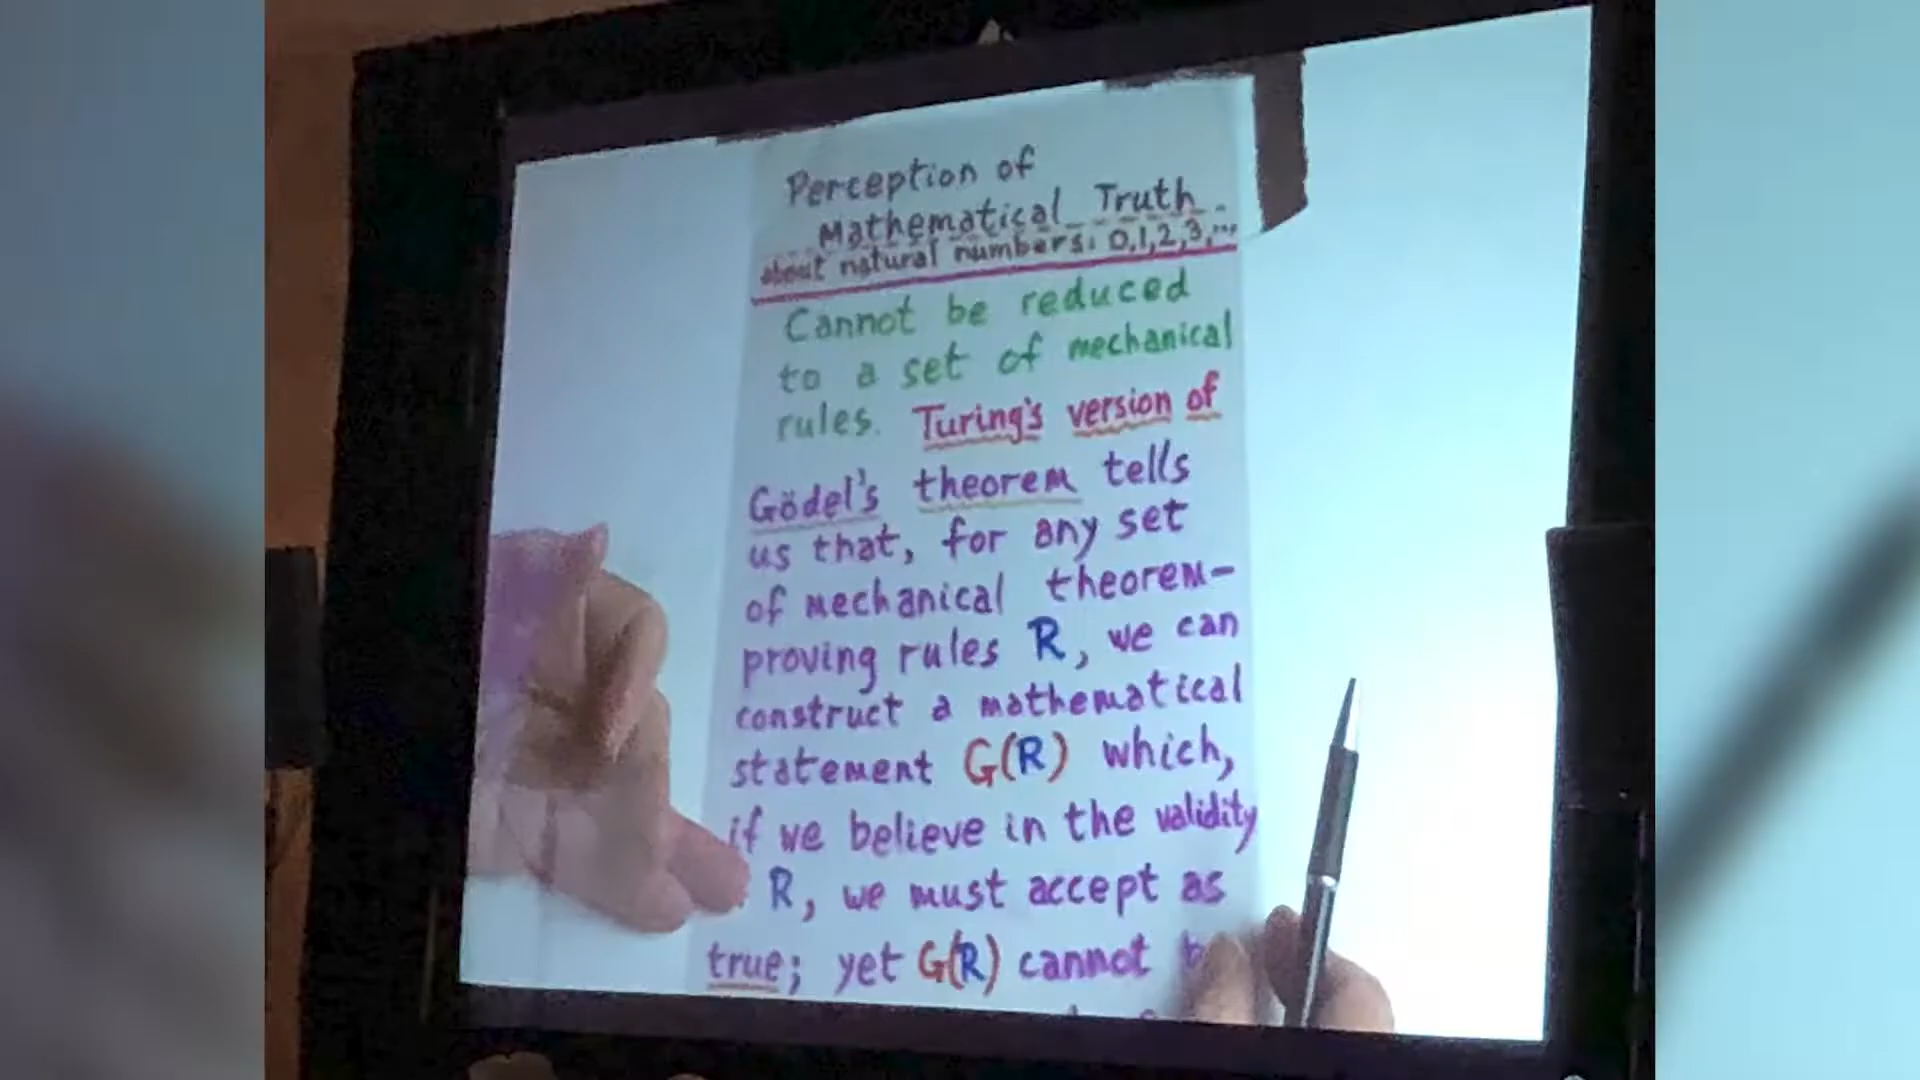 Perception of
Mathematical Truth
about natural numbers: 0,1,2,3,...,
Cannot be reduced
to a set of mechanical
rules. Turing's version of
Gödel's theorem tells
us that, for any set
of mechanical theorem-
proving rules R, we can
construct a mathematical
statement G(R) which,
if we believe in the validity
R, we must accept as
true; yet G(R) cannot